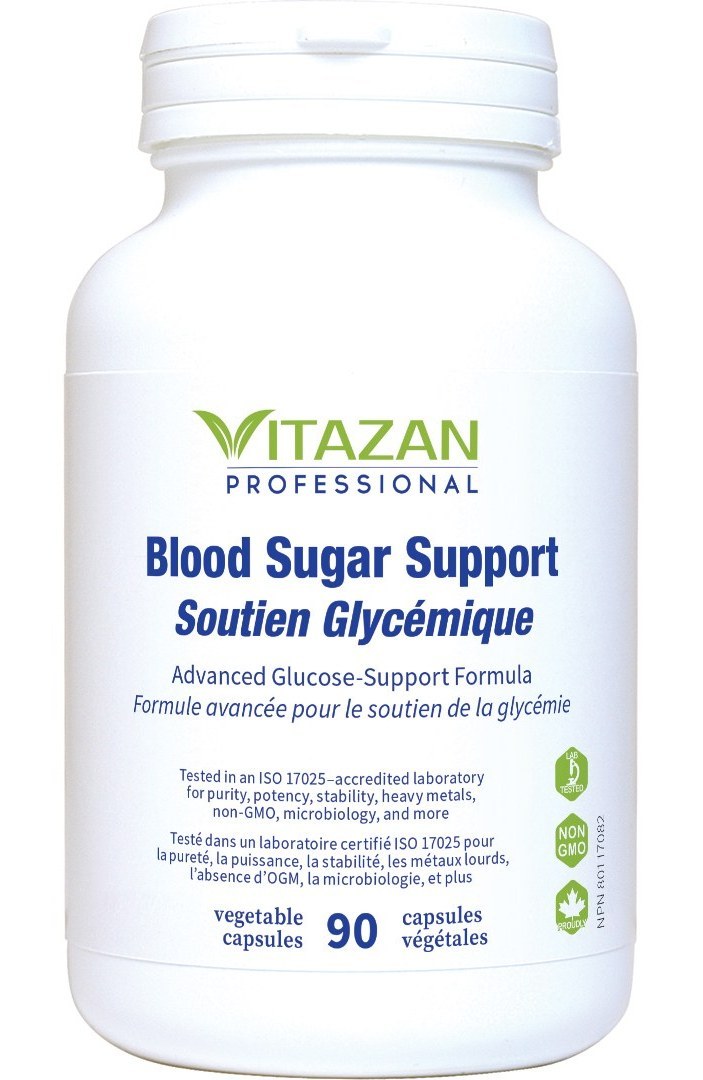 VITAZAN
PROFESSIONAL
Blood Sugar Support
Soutien Glycémique
Advanced Glucose-Support Formula
Formule avancée pour le soutien de la glycémie
Tested in an ISO 17025–accredited laboratory
for purity, potency, stability, heavy metals,
non-GMO, microbiology, and more
Testé dans un laboratoire certifié ISO 17025 pour
la pureté, la puissance, la stabilité, les métaux lourds,
l’absence d’OGM, la microbiologie, et plus
vegetable
capsules
90
capsules
végétales
LAB
TESTED
NON
GMO
PROUDLY
NPN 80117082